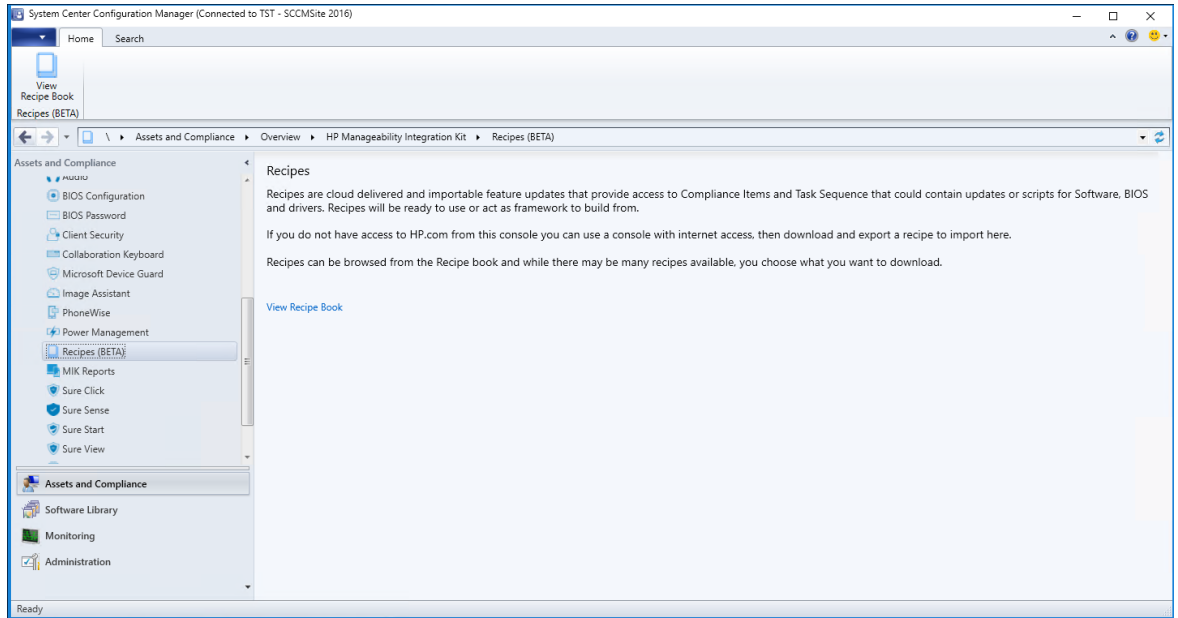 System Center Configuration Manager (Connected to TST - SCCMSite 2016)
Home Search
View
Recipe Book
Recipes (BETA)
\ Assets and Compliance Overview HP Manageability Integration Kit Recipes (BETA)
Assets and Compliance
Audio
BIOS Configuration
BIOS Password
Client Security
Collaboration Keyboard
Microsoft Device Guard
Image Assistant
PhoneWise
Power Management
Recipes (BETA)
MIK Reports
Sure Click
Sure Sense
Sure Start
Sure View
Assets and Compliance
Software Library
Monitoring
Administration
Recipes
Recipes are cloud delivered and importable feature updates that provide access to Compliance Items and Task Sequence that could contain updates or scripts for Software, BIOS
and drivers. Recipes will be ready to use or act as framework to build from.
If you do not have access to HP.com from this console you can use a console with internet access, then download and export a recipe to import here.
Recipes can be browsed from the Recipe book and while there may be many recipes available, you choose what you want to download.
View Recipe Book
Ready